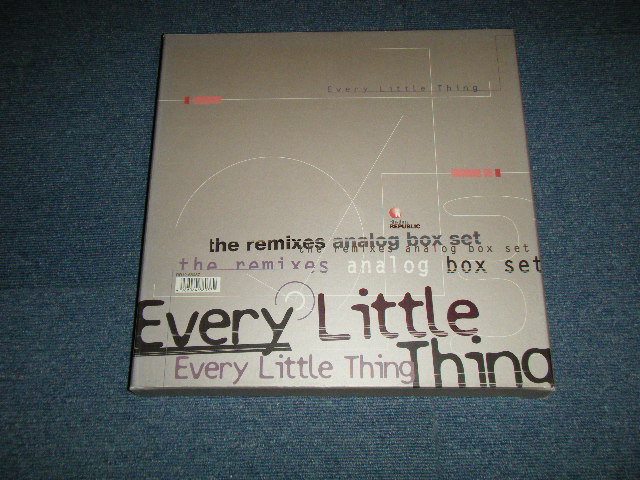 Every Little Thing
REPUBLIC
the remixes analog box set
the remixes analog box set
the remixes analog box set
Every Little
Thing
Every Little Thing